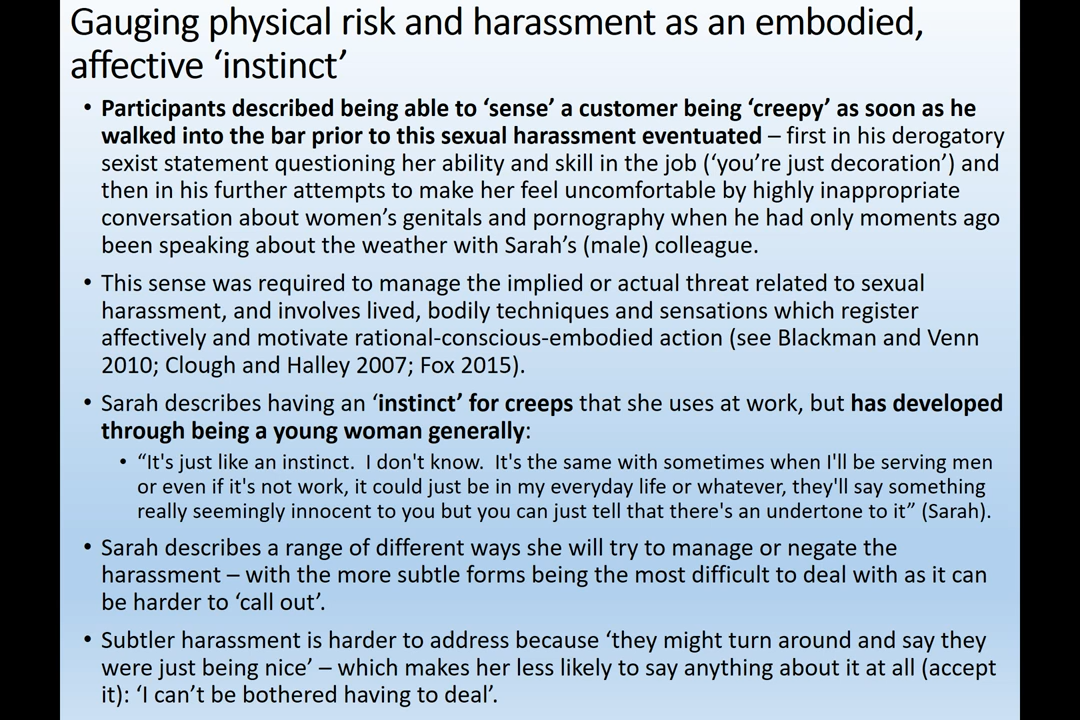 Gauging physical risk and harassment as an embodied,
affective ‘instinct’
• Participants described being able to ‘sense’ a customer being ‘creepy’ as soon as he
walked into the bar prior to this sexual harassment eventuated – first in his derogatory
sexist statement questioning her ability and skill in the job (‘you’re just decoration’) and
then in his further attempts to make her feel uncomfortable by highly inappropriate
conversation about women’s genitals and pornography when he had only moments ago
been speaking about the weather with Sarah’s (male) colleague.
• This sense was required to manage the implied or actual threat related to sexual
harassment, and involves lived, bodily techniques and sensations which register
affectively and motivate rational-conscious-embodied action (see Blackman and Venn
2010; Clough and Halley 2007; Fox 2015).
• Sarah describes having an ‘instinct’ for creeps that she uses at work, but has developed
through being a young woman generally:
• “It's just like an instinct.  I don't know.  It's the same with sometimes when I'll be serving men
or even if it's not work, it could just be in my everyday life or whatever, they'll say something
really seemingly innocent to you but you can just tell that there's an undertone to it” (Sarah).
• Sarah describes a range of different ways she will try to manage or negate the
harassment – with the more subtle forms being the most difficult to deal with as it can
be harder to ‘call out’.
• Subtler harassment is harder to address because ‘they might turn around and say they
were just being nice’ – which makes her less likely to say anything about it at all (accept
it): ‘I can’t be bothered having to deal’.